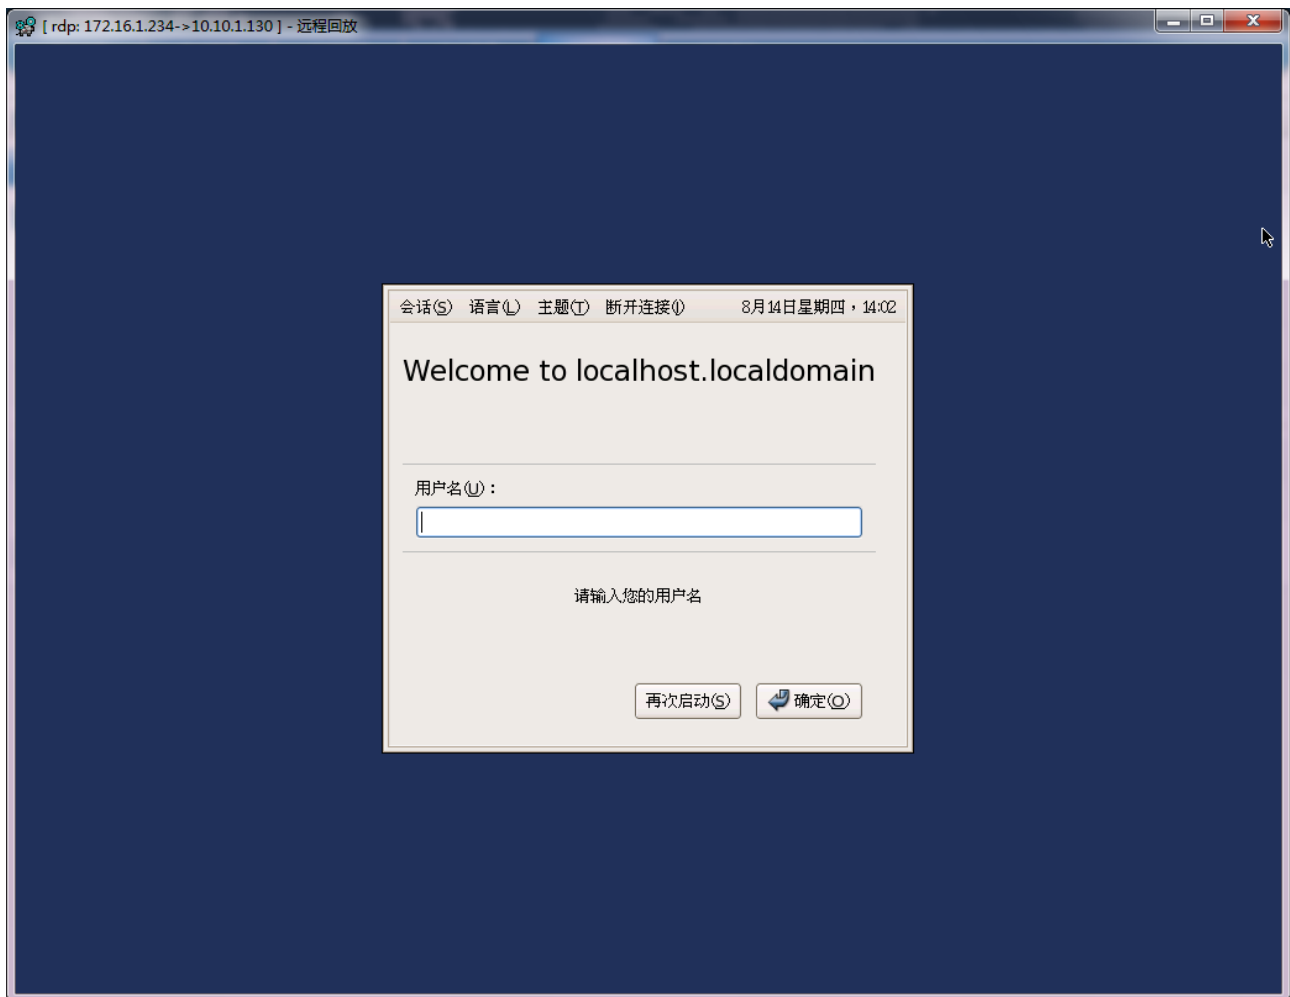 [ rdp: 172.16.1.234->10.10.1.130 ] - 远程回放
会话(S) 语言(L) 主题(T) 断开连接(I) 8月14日星期四，14:02
Welcome to localhost.localdomain
用户名(U)：
请输入您的用户名
再次启动(S) 确定(O)